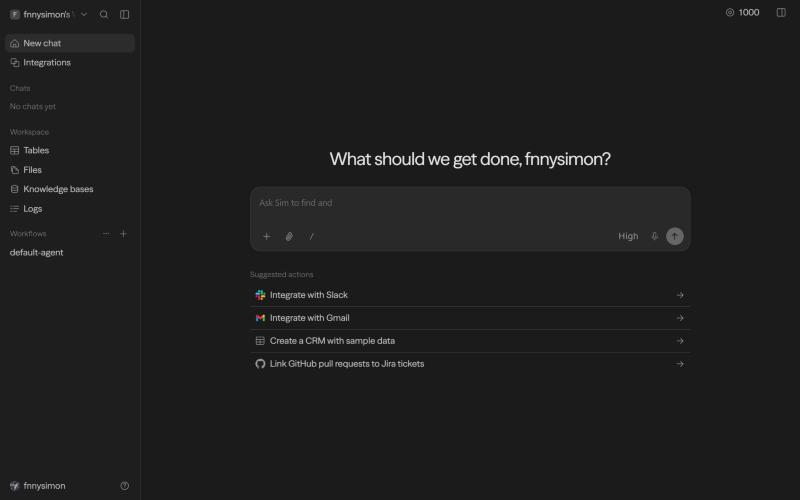 F fnnysimon's
1000
New chat
Integrations
Chats
No chats yet
Workspace
Tables
Files
Knowledge bases
Logs
Workflows
default-agent
What should we get done, fnnysimon?
Ask Sim to find and
/
High
Suggested actions
Integrate with Slack
Integrate with Gmail
Create a CRM with sample data
Link GitHub pull requests to Jira tickets
fnnysimon